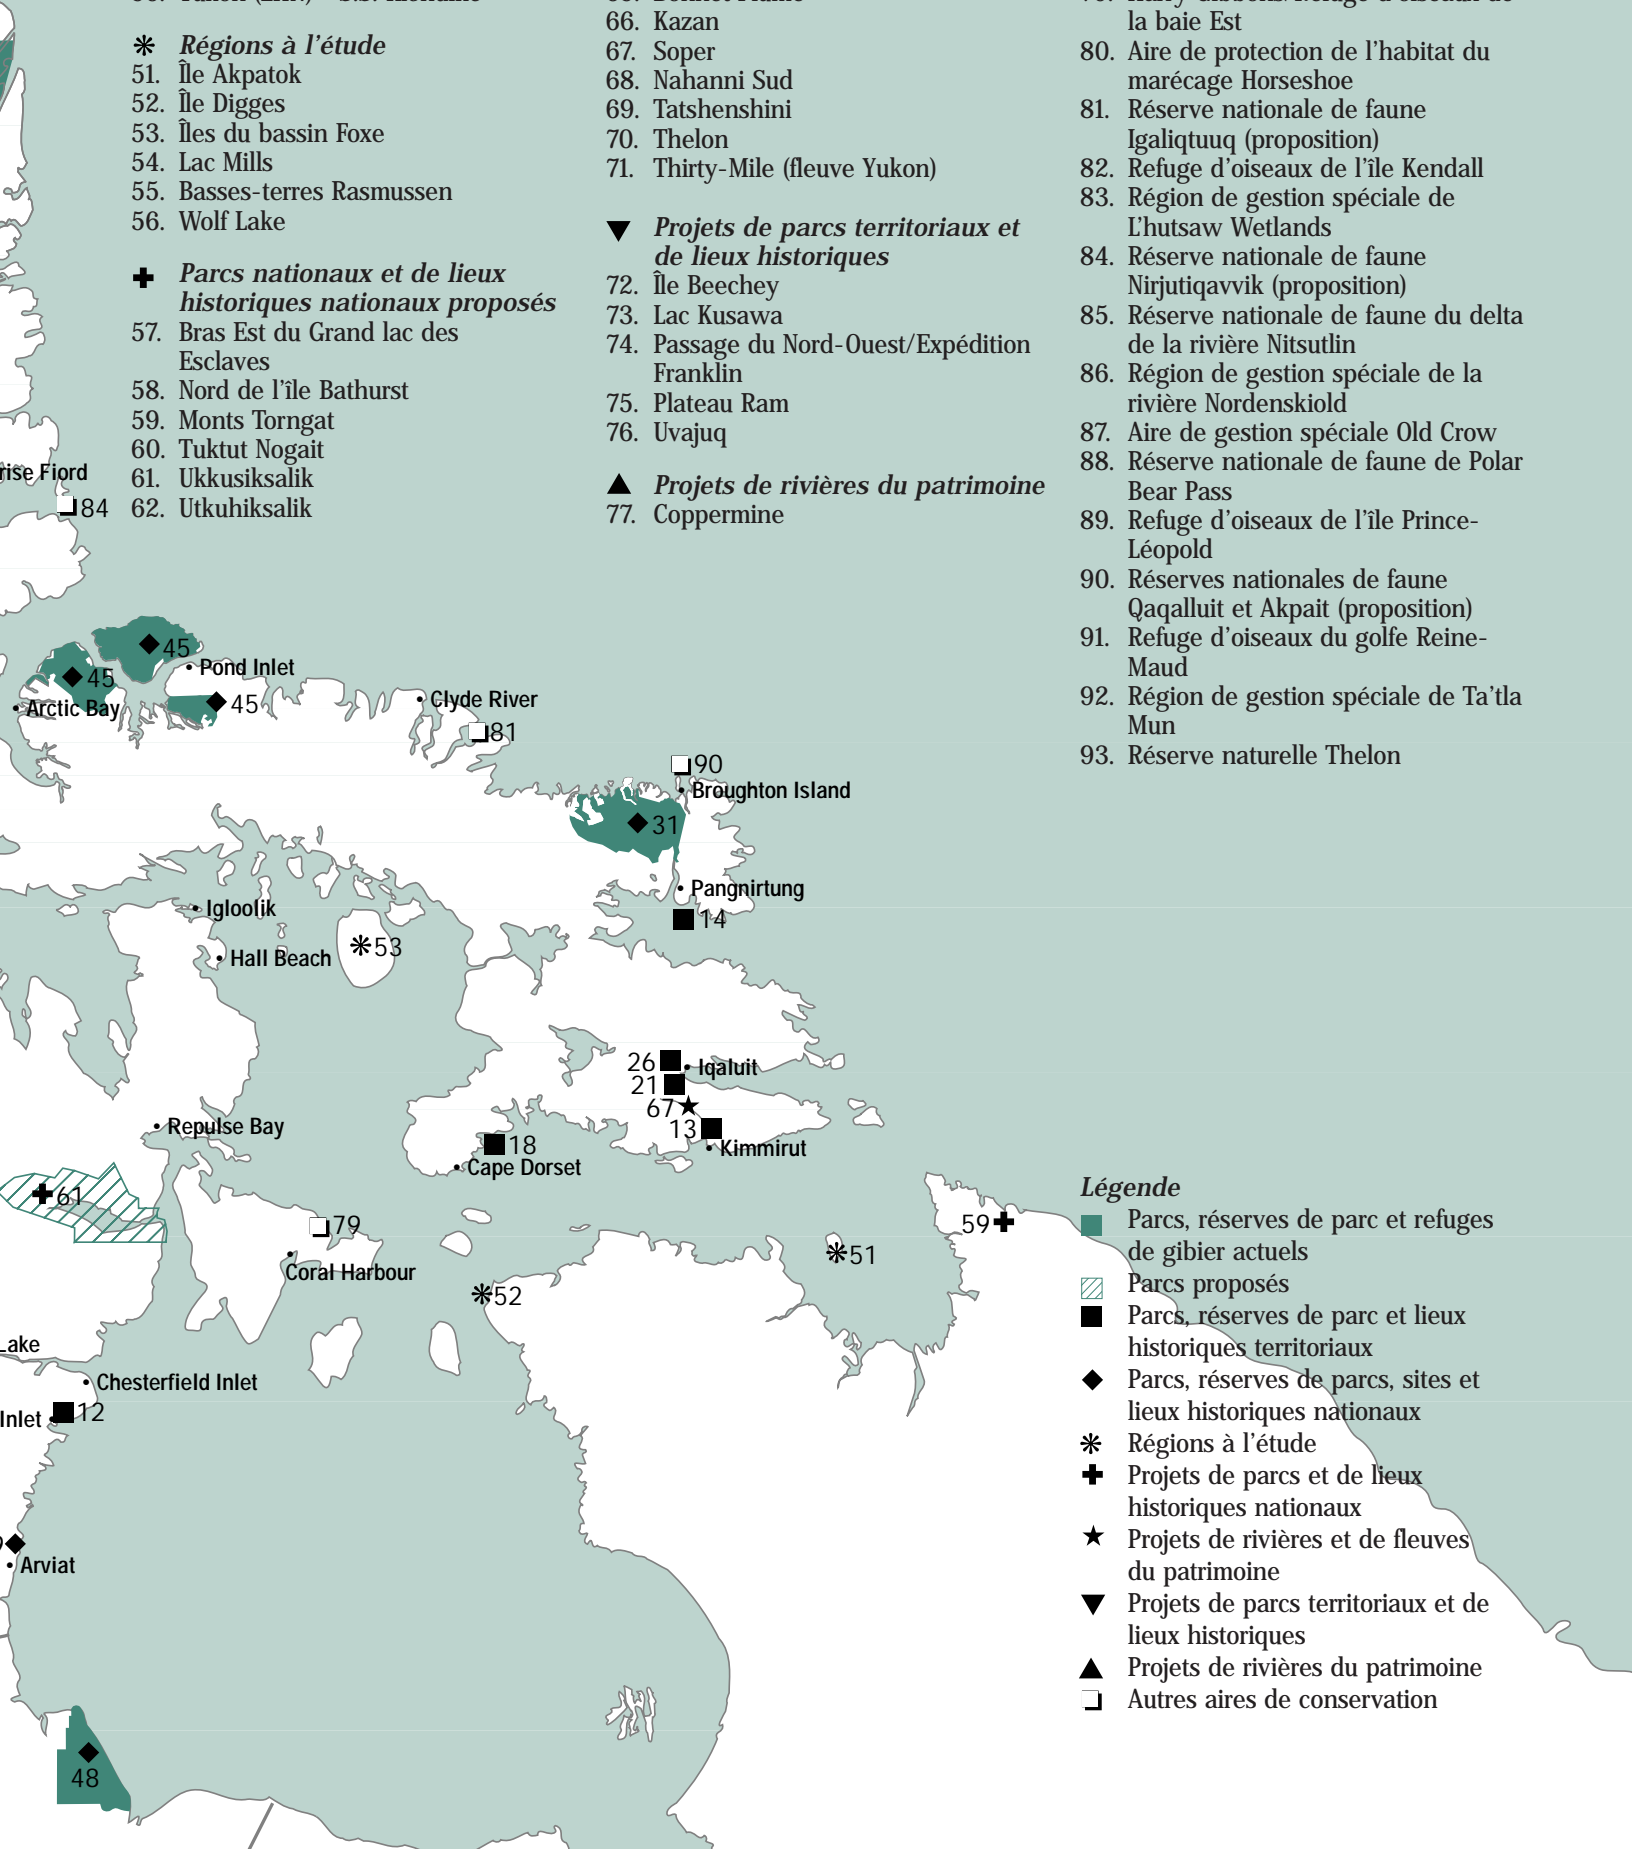 Régions à l'étude
51. Île Akpatok
52. Île Digges
53. Îles du bassin Foxe
54. Lac Mills
55. Basses-terres Rasmussen
56. Wolf Lake
Parcs nationaux et de lieux
historiques nationaux proposés
57. Bras Est du Grand lac des
Esclaves
58. Nord de l'île Bathurst
59. Monts Torngat
60. Tuktut Nogait
61. Ukkusiksalik
62. Utkuhiksalik
66. Kazan
67. Soper
68. Nahanni Sud
69. Tatshenshini
70. Thelon
71. Thirty-Mile (fleuve Yukon)
Projets de parcs territoriaux et
de lieux historiques
72. Île Beechey
73. Lac Kusawa
74. Passage du Nord-Ouest/Expédition
Franklin
75. Plateau Ram
76. Uvajuq
Projets de rivières du patrimoine
77. Coppermine
la baie Est
80. Aire de protection de l'habitat du
marécage Horseshoe
81. Réserve nationale de faune
Igaliqtuuq (proposition)
82. Refuge d'oiseaux de l'île Kendall
83. Région de gestion spéciale de
L'hutsaw Wetlands
84. Réserve nationale de faune
Nirjutiqavvik (proposition)
85. Réserve nationale de faune du delta
de la rivière Nitsutlin
86. Région de gestion spéciale de la
rivière Nordenskiold
87. Aire de gestion spéciale Old Crow
88. Réserve nationale de faune de Polar
Bear Pass
89. Refuge d'oiseaux de l'île Prince-
Léopold
90. Réserves nationales de faune
Qaqalluit et Akpait (proposition)
91. Refuge d'oiseaux du golfe Reine-
Maud
92. Région de gestion spéciale de Ta'tla
Mun
93. Réserve naturelle Thelon
rise Fiord
84
45
Pond Inlet
45
Arctic Bay
45
Clyde River
81
90
Broughton Island
31
Pangnirtung
14
Igloolik
53
Hall Beach
26
Iqaluit
21
67
13
Kimmirut
Repulse Bay
18
Cape Dorset
61
79
Coral Harbour
59
51
52
Lake
Chesterfield Inlet
Inlet
12
Arviat
48
Légende
Parcs, réserves de parc et refuges
de gibier actuels
Parcs proposés
Parcs, réserves de parc et lieux
historiques territoriaux
Parcs, réserves de parcs, sites et
lieux historiques nationaux
Régions à l'étude
Projets de parcs et de lieux
historiques nationaux
Projets de rivières et de fleuves
du patrimoine
Projets de parcs territoriaux et de
lieux historiques
Projets de rivières du patrimoine
Autres aires de conservation